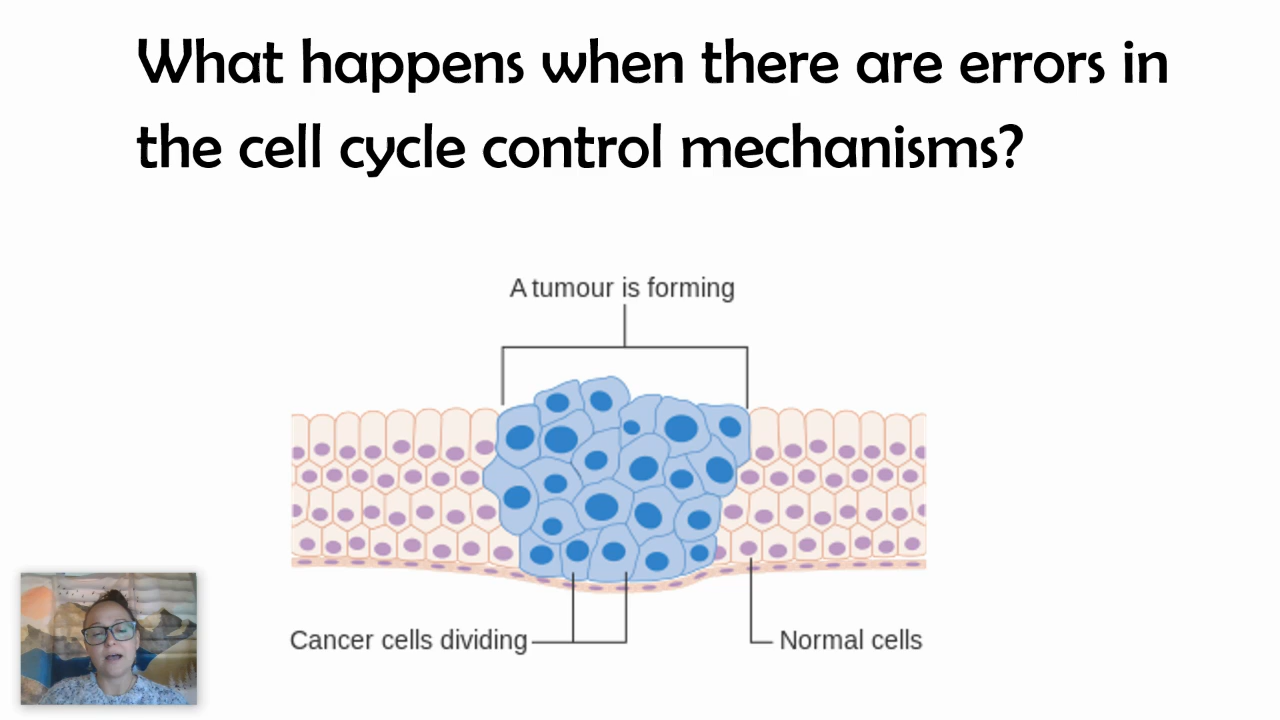 What happens when there are errors in
the cell cycle control mechanisms?
A tumour is forming
Cancer cells dividing
Normal cells